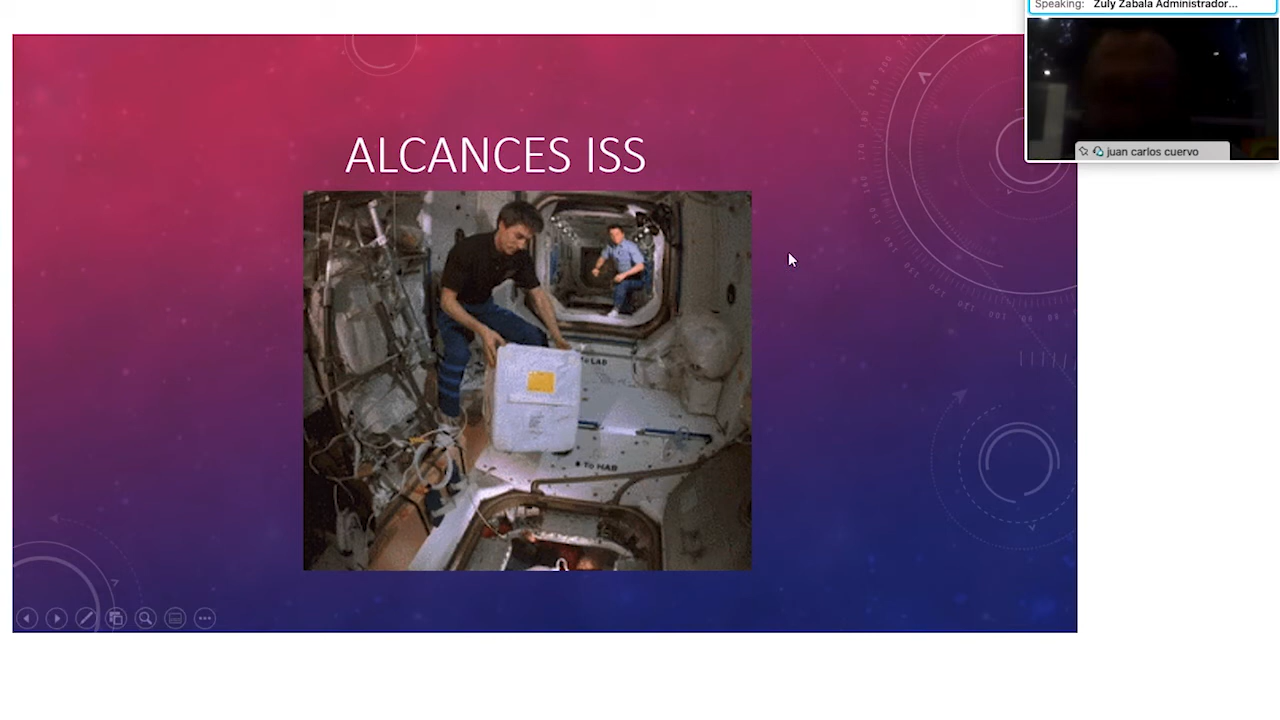 Speaking: Zuly Zabala Administrador...
juan carlos cuervo
ALCANCES ISS
To LAB
To HAB